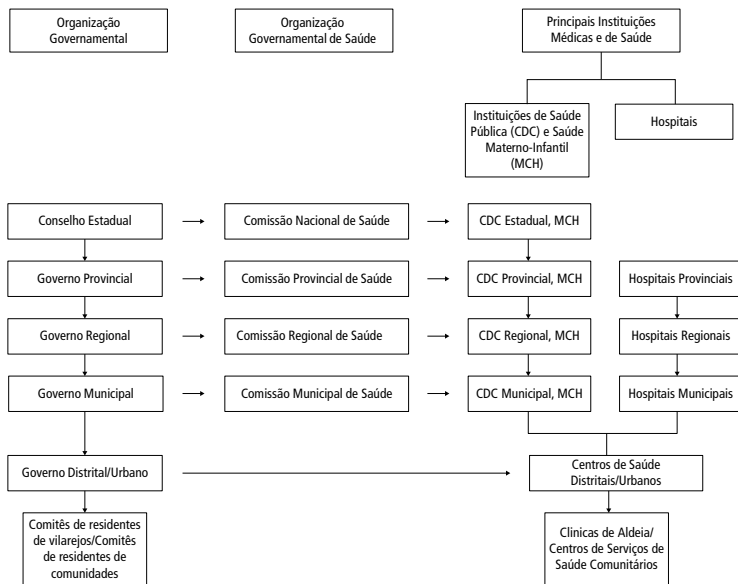 Organização
Governamental
Organização
Governamental de Saúde
Principais Instituições
Médicas e de Saúde
Instituições de Saúde
Pública (CDC) e Saúde
Materno-Infantil
(MCH)
Hospitais
Conselho Estadual
Comissão Nacional de Saúde
CDC Estadual, MCH
Governo Provincial
Comissão Provincial de Saúde
CDC Provincial, MCH
Hospitais Provinciais
Governo Regional
Comissão Regional de Saúde
CDC Regional, MCH
Hospitais Regionais
Governo Municipal
Comissão Municipal de Saúde
CDC Municipal, MCH
Hospitais Municipais
Governo Distrital/Urbano
Centros de Saúde
Distritais/Urbanos
Comitês de residentes
de vilarejos/Comitês
de residentes de
comunidades
Clinicas de Aldeia/
Centros de Serviços de
Saúde Comunitários